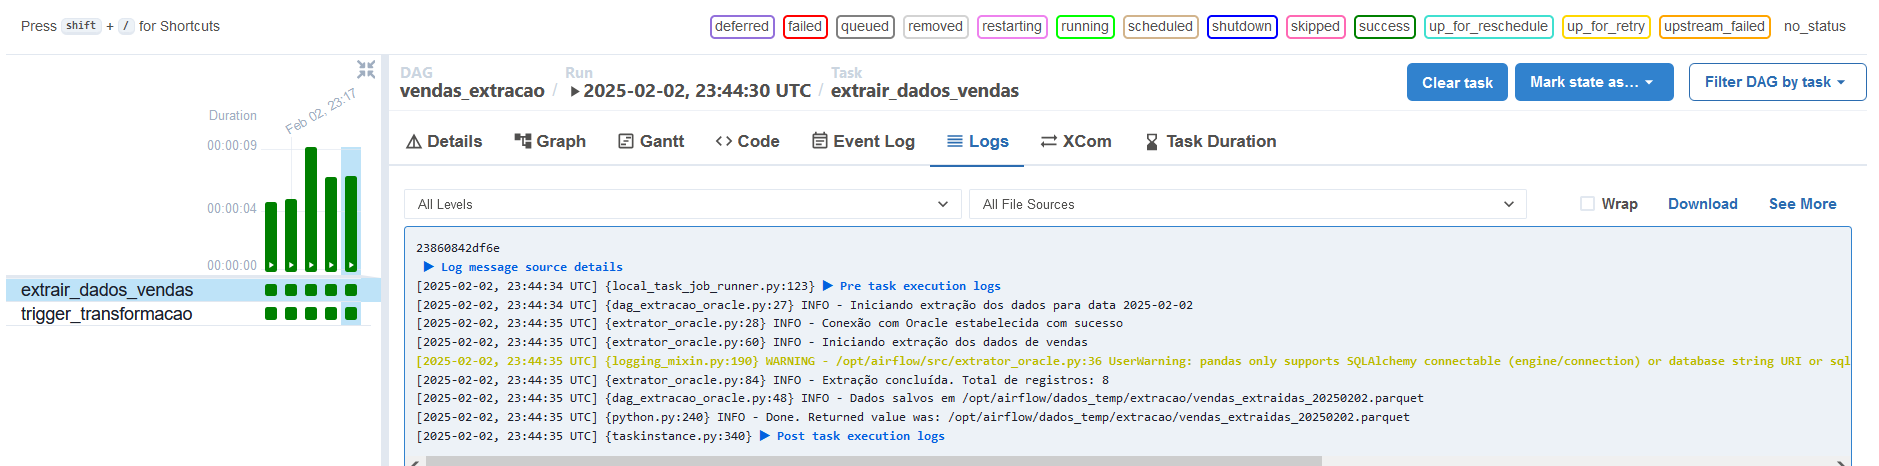 Press shift + / for Shortcuts
deferred failed queued removed restarting running scheduled shutdown skipped success up_for_reschedule up_for_retry upstream_failed no_status
DAG Run Task
vendas_extracao / 2025-02-02, 23:44:30 UTC / extrair_dados_vendas
Clear task Mark state as... Filter DAG by task
Duration
Feb 02, 23:17
00:00:09
00:00:04
00:00:00
extrair_dados_vendas
trigger_transformacao
Details Graph Gantt Code Event Log Logs XCom Task Duration
All Levels All File Sources Wrap Download See More
23860842df6e
▶ Log message source details
[2025-02-02, 23:44:34 UTC] {local_task_job_runner.py:123} ▶ Pre task execution logs
[2025-02-02, 23:44:34 UTC] {dag_extracao_oracle.py:27} INFO - Iniciando extração dos dados para data 2025-02-02
[2025-02-02, 23:44:35 UTC] {extrator_oracle.py:28} INFO - Conexão com Oracle estabelecida com sucesso
[2025-02-02, 23:44:35 UTC] {extrator_oracle.py:60} INFO - Iniciando extração dos dados de vendas
[2025-02-02, 23:44:35 UTC] {logging_mixin.py:190} WARNING - /opt/airflow/src/extrator_oracle.py:36 UserWarning: pandas only supports SQLAlchemy connectable (engine/connection) or database string URI or sql
[2025-02-02, 23:44:35 UTC] {extrator_oracle.py:84} INFO - Extração concluída. Total de registros: 8
[2025-02-02, 23:44:35 UTC] {dag_extracao_oracle.py:48} INFO - Dados salvos em /opt/airflow/dados_temp/extracao/vendas_extraidas_20250202.parquet
[2025-02-02, 23:44:35 UTC] {python.py:240} INFO - Done. Returned value was: /opt/airflow/dados_temp/extracao/vendas_extraidas_20250202.parquet
[2025-02-02, 23:44:35 UTC] {taskinstance.py:340} ▶ Post task execution logs